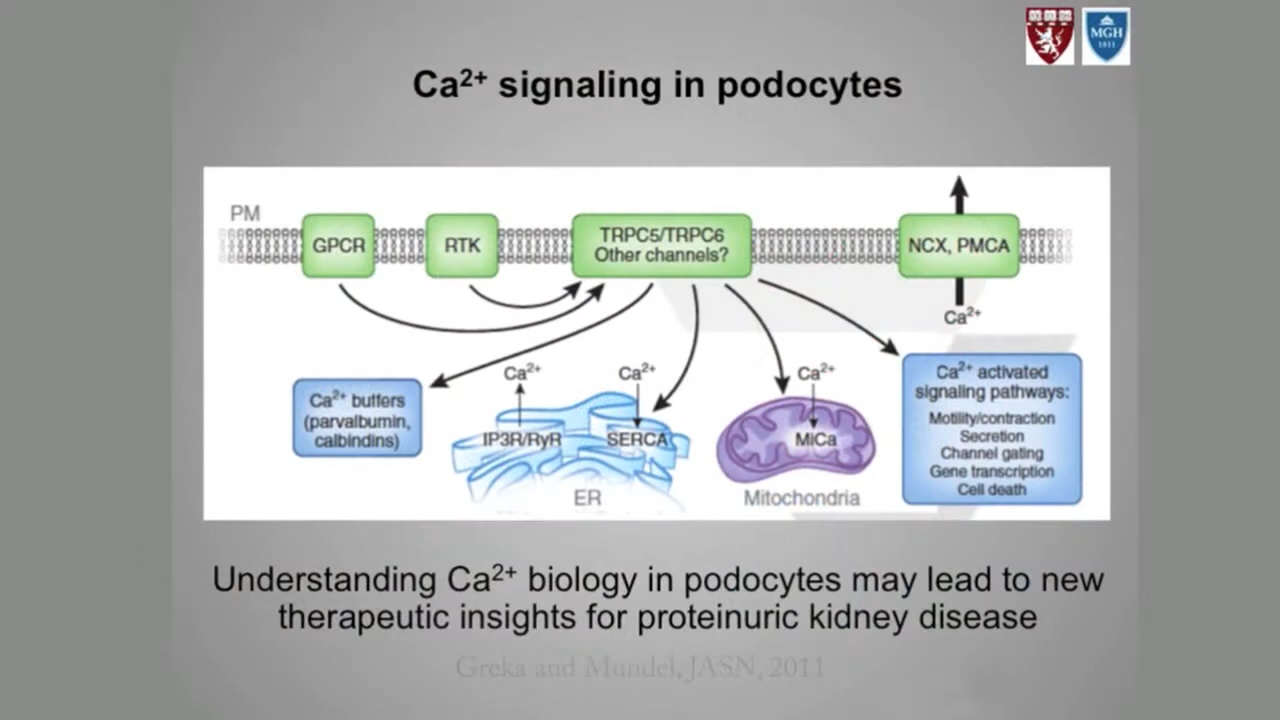 MGH
1811
Ca²⁺ signaling in podocytes
PM
GPCR
RTK
TRPC5/TRPC6
Other channels?
NCX, PMCA
Ca²⁺
Ca²⁺ buffers
(parvalbumin,
calbindins)
Ca²⁺
IP3R/RyR
Ca²⁺
SERCA
ER
Ca²⁺
MiCa
Mitochondria
Ca²⁺ activated
signaling pathways:
Motility/contraction
Secretion
Channel gating
Gene transcription
Cell death
Understanding Ca²⁺ biology in podocytes may lead to new
therapeutic insights for proteinuric kidney disease
Greka and Mundel, JASN, 2011